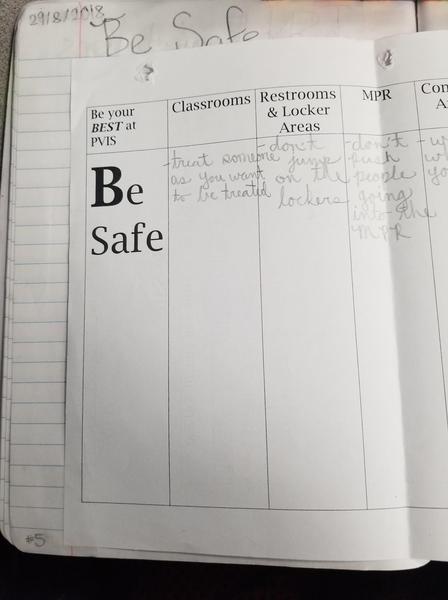 29/8/2018
Be Safe
Be your
BEST at
PVIS
Classrooms
Restrooms
& Locker
Areas
MPR
Com
A
Be
Safe
-treat someone
as you want
to be treated
-don't
jump
on the
lockers
-don't
push
people
going
into the
MPR
-w
w
yo
#5